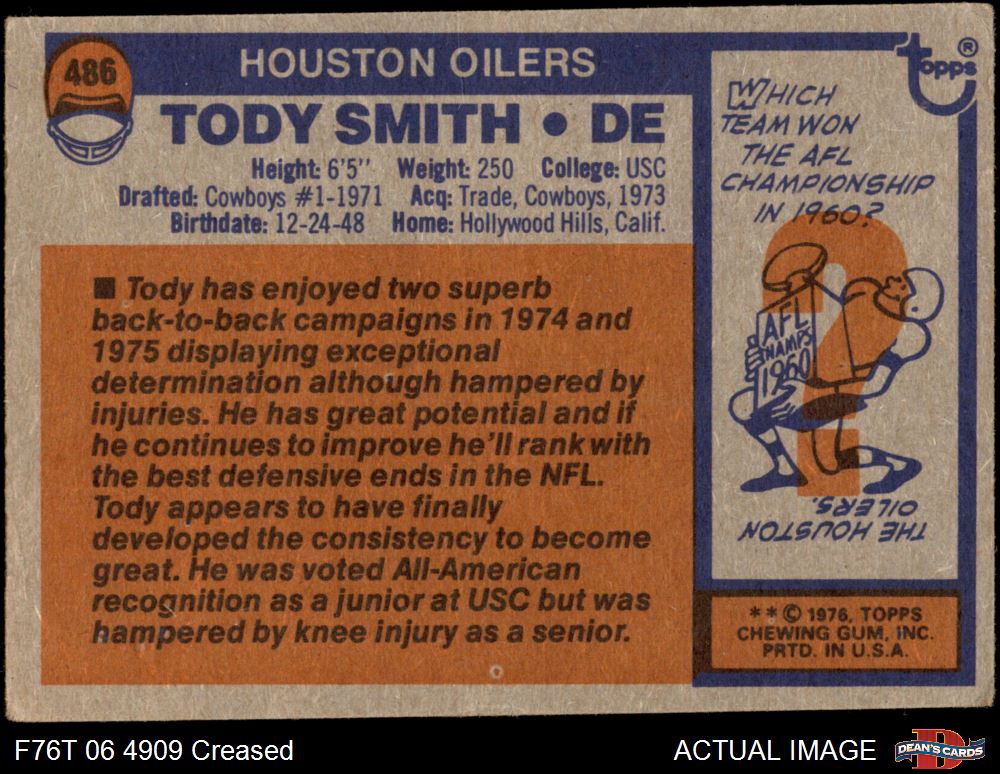 486
HOUSTON OILERS
TODY SMITH • DE
Height: 6'5" Weight: 250 College: USC
Drafted: Cowboys #1-1971 Acq: Trade, Cowboys, 1973
Birthdate: 12-24-48 Home: Hollywood Hills, Calif.
■ Tody has enjoyed two superb
back-to-back campaigns in 1974 and
1975 displaying exceptional
determination although hampered by
injuries. He has great potential and if
he continues to improve he'll rank with
the best defensive ends in the NFL.
Tody appears to have finally
developed the consistency to become
great. He was voted All-American
recognition as a junior at USC but was
hampered by knee injury as a senior.
topps®
WHICH
TEAM WON
THE AFL
CHAMPIONSHIP
IN 1960?
AFL
CHAMPS
1960
THE HOUSTON
OILERS.
** © 1976, TOPPS
CHEWING GUM, INC.
PRTD. IN U.S.A.
F76T 06 4909 Creased
ACTUAL IMAGE
D
DEAN'S CARDS